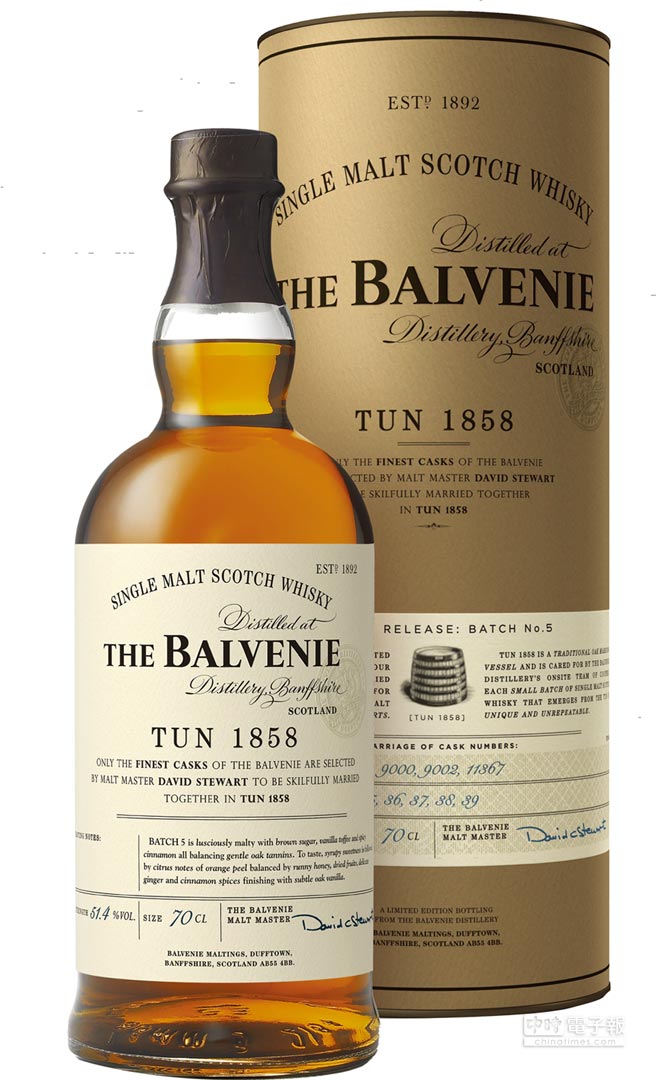 ESTD 1892
SINGLE MALT SCOTCH WHISKY
Distilled at
THE BALVENIE
Distillery, Banffshire
SCOTLAND
TUN 1858
THE FINEST CASKS OF THE BALVENIE
BY MALT MASTER DAVID STEWART
SKILFULLY MARRIED TOGETHER
IN TUN 1858
RELEASE: BATCH No.5
[TUN 1858]
TUN 1858 IS A TRADITIONAL OAK
VESSEL AND IS CARED FOR BY THE
DISTILLERY'S ONSITE TEAM OF
EACH SMALL BATCH OF SINGLE MALT
WHISKY THAT EMERGES FROM THE
UNIQUE AND UNREPEATABLE.
OF CASK NUMBERS:
9000, 9002, 11367
36, 37, 38, 39
70 CL
THE BALVENIE
MALT MASTER
David C Stewart
A LIMITED EDITION BOTTLING
FROM THE BALVENIE DISTILLERY
BALVENIE MALTINGS, DUFFTOWN,
BANFFSHIRE, SCOTLAND AB55 4BB.
ESTD 1892
SINGLE MALT SCOTCH WHISKY
Distilled at
THE BALVENIE
Distillery, Banffshire
SCOTLAND
TUN 1858
ONLY THE FINEST CASKS OF THE BALVENIE ARE SELECTED
BY MALT MASTER DAVID STEWART TO BE SKILFULLY MARRIED
TOGETHER IN TUN 1858
NOTES:
BATCH 5 is lusciously malty with brown sugar, vanilla toffee and spicy
cinnamon all balancing gentle oak tannins. To taste, syrupy sweetness is
by citrus notes of orange peel balanced by runny honey, dried fruits, delicate
ginger and cinnamon spices finishing with subtle oak vanilla.
51.4 %VOL.
SIZE 70 CL
THE BALVENIE
MALT MASTER
David C Stewart
BALVENIE MALTINGS, DUFFTOWN,
BANFFSHIRE, SCOTLAND AB55 4BB.
中時電子報
chinatimes.com